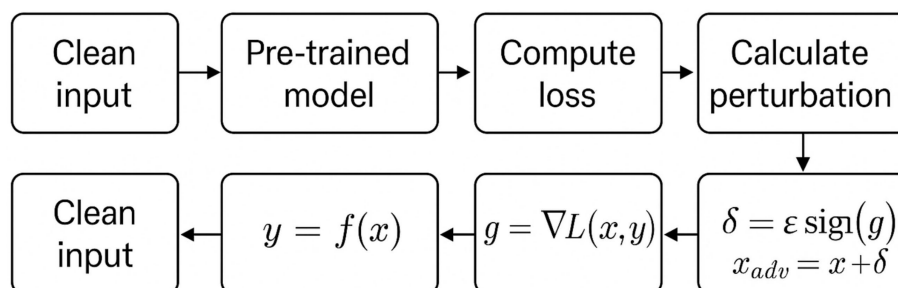 Clean
input
Pre-trained
model
Compute
loss
Calculate
perturbation
Clean
input
y = f(x)
g = ∇L(x,y)
δ = ε sign(g)
x_adv = x+δ